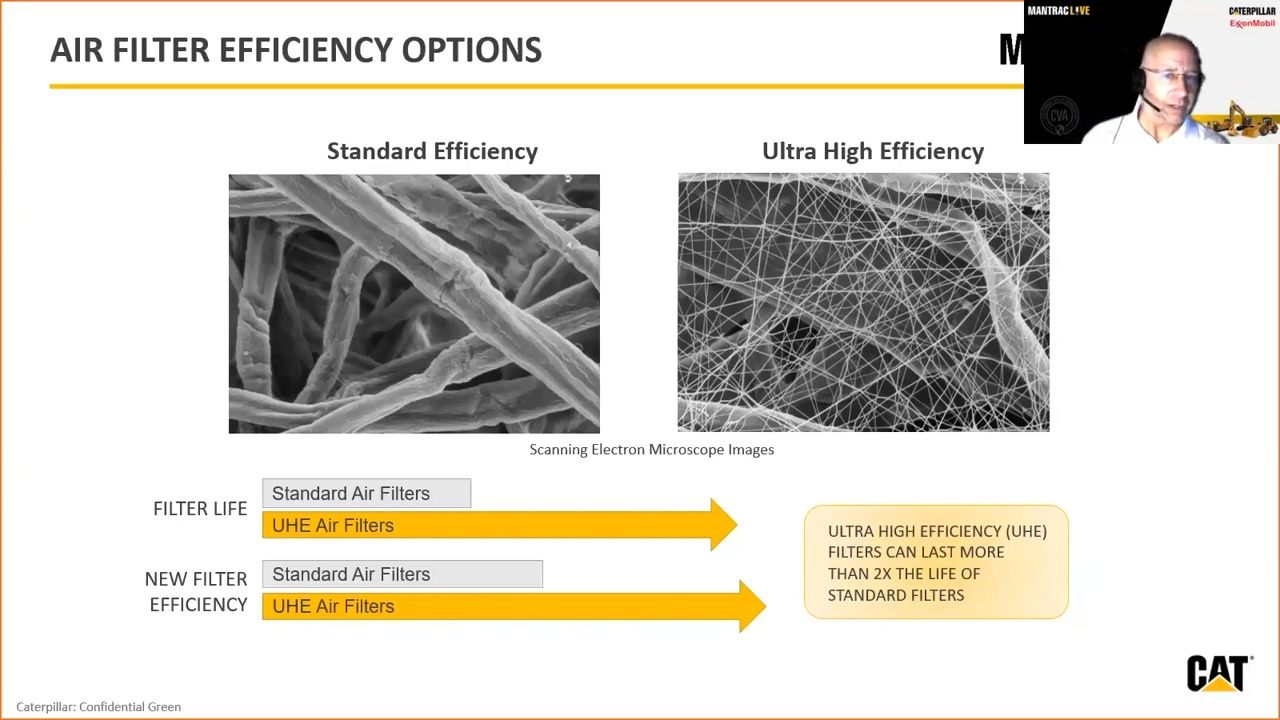 AIR FILTER EFFICIENCY OPTIONS
M
MANTRAC LIVE
CATERPILLAR
ExxonMobil
CVA
Standard Efficiency
Ultra High Efficiency
Scanning Electron Microscope Images
FILTER LIFE
Standard Air Filters
UHE Air Filters
NEW FILTER
EFFICIENCY
Standard Air Filters
UHE Air Filters
ULTRA HIGH EFFICIENCY (UHE)
FILTERS CAN LAST MORE
THAN 2X THE LIFE OF
STANDARD FILTERS
CAT
Caterpillar: Confidential Green